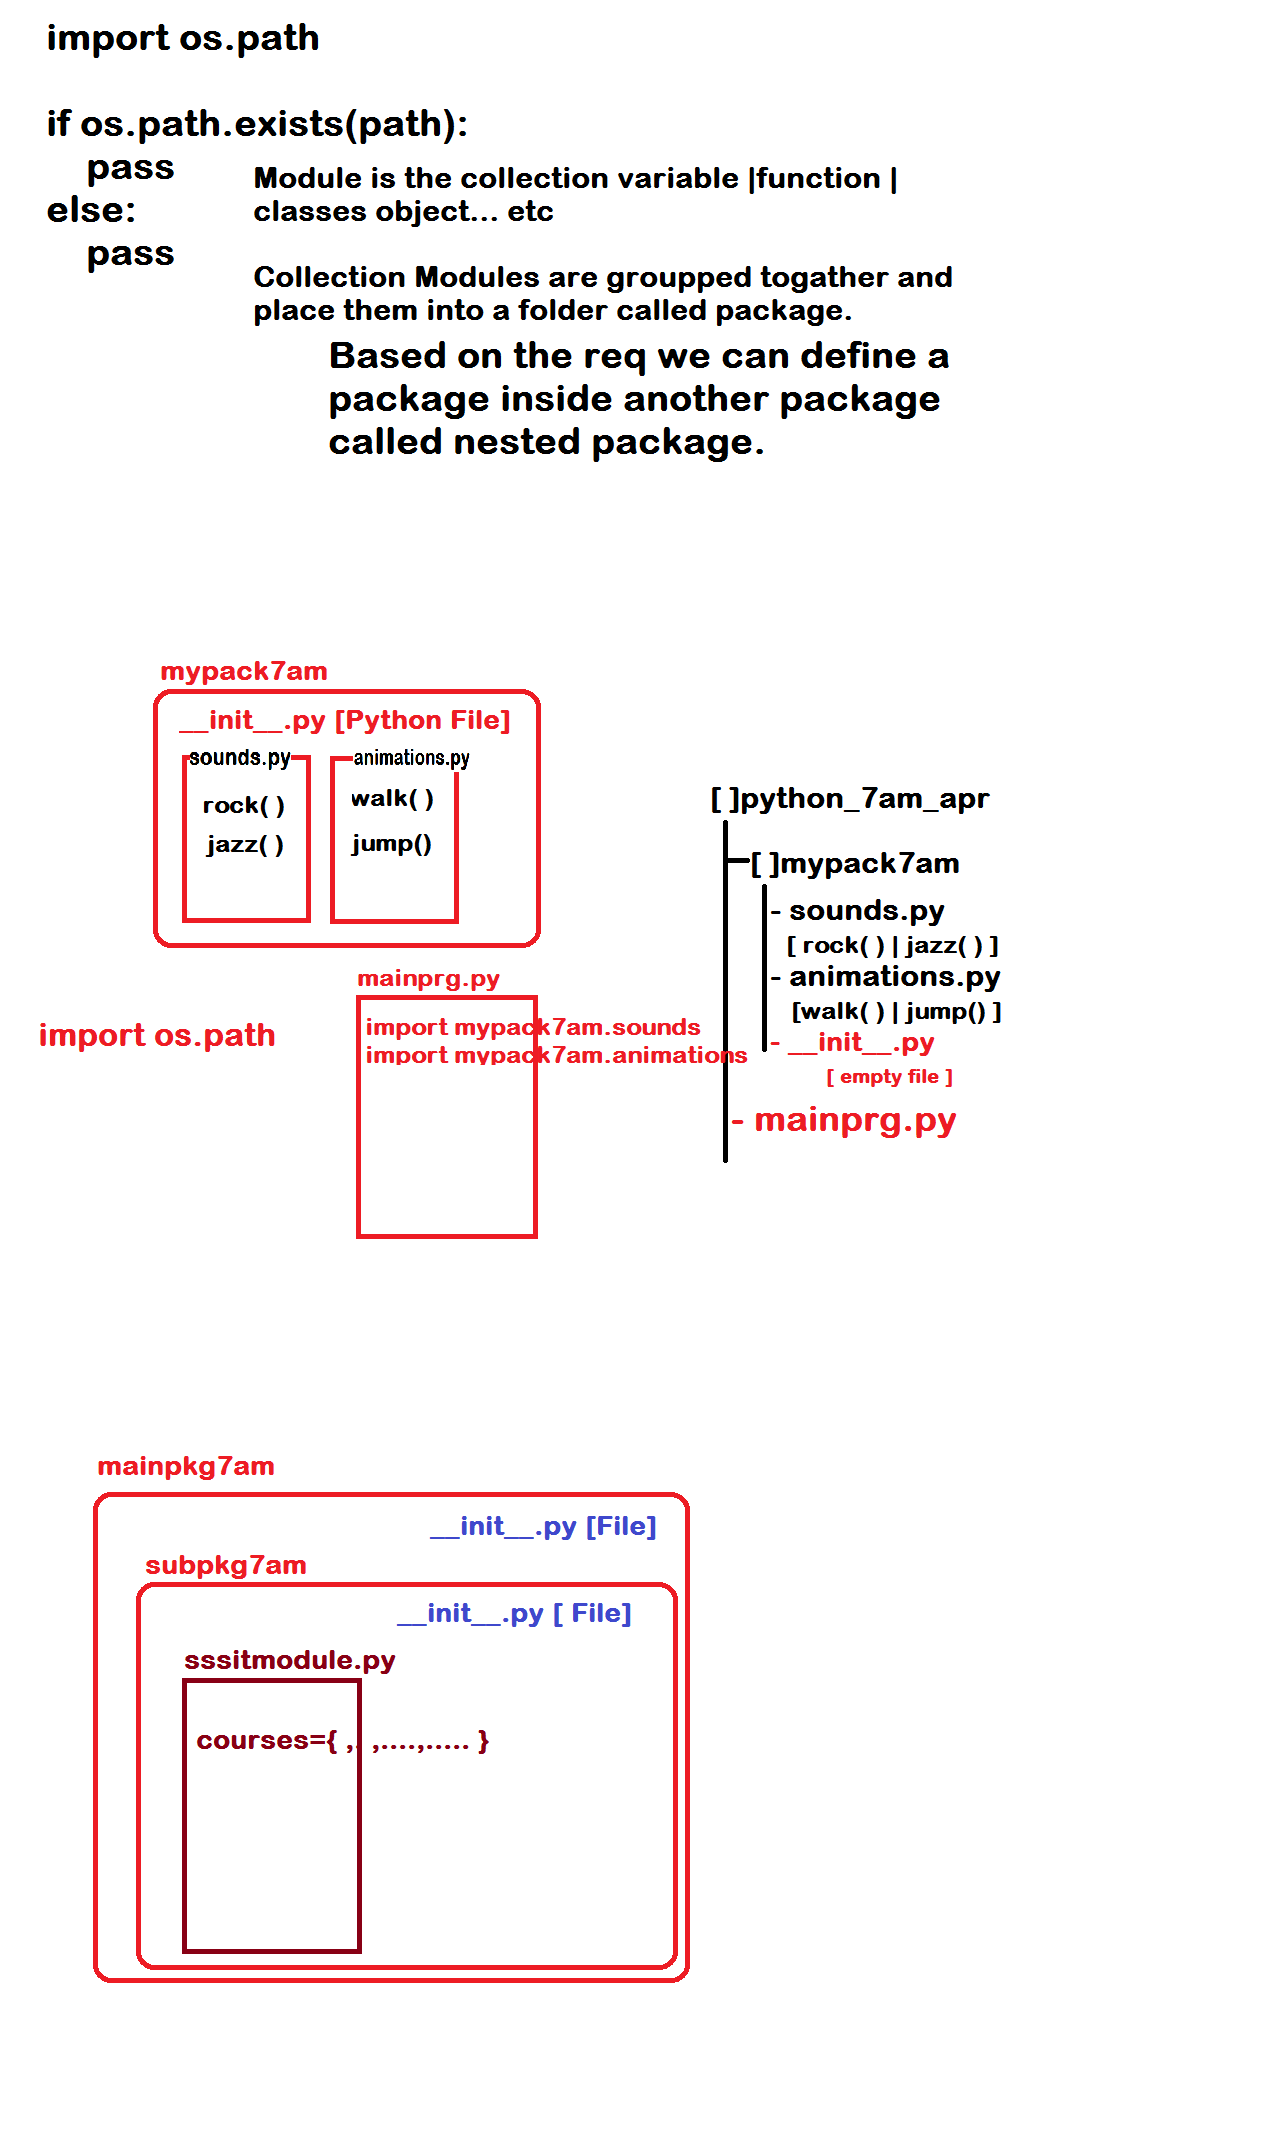 import os.path
if os.path.exists(path):
pass
else:
pass
Module is the collection variable |function |
classes object... etc
Collection Modules are groupped togather and
place them into a folder called package.
Based on the req we can define a
package inside another package
called nested package.
mypack7am
__init__.py [Python File]
sounds.py
rock( )
jazz( )
animations.py
walk( )
jump()
mainprg.py
import mypack7am.sounds
import mypack7am.animations
import os.path
[ ]python_7am_apr
[ ]mypack7am
- sounds.py
[ rock( ) | jazz( ) ]
- animations.py
[walk( ) | jump() ]
- __init__.py
[ empty file ]
- mainprg.py
mainpkg7am
__init__.py [File]
subpkg7am
__init__.py [ File]
sssitmodule.py
courses={ ,. ,....,..... }